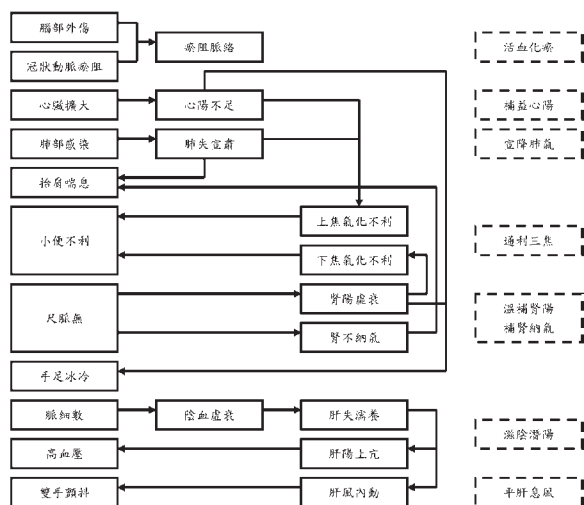 腦部外傷
瘀阻脈絡
活血化瘀
冠狀動脈瘀阻
心臟擴大
心陽不足
補益心陽
肺部感染
肺失宣肅
宣降肺氣
抬肩喘息
小便不利
上焦氣化不利
通利三焦
下焦氣化不利
尺脈無
腎陽虛衰
溫補腎陽
補腎納氣
腎不納氣
手足冰冷
脈細數
陰血虛衰
肝失濡養
滋陰潛陽
高血壓
肝陽上亢
雙手顫抖
肝風內動
平肝息風